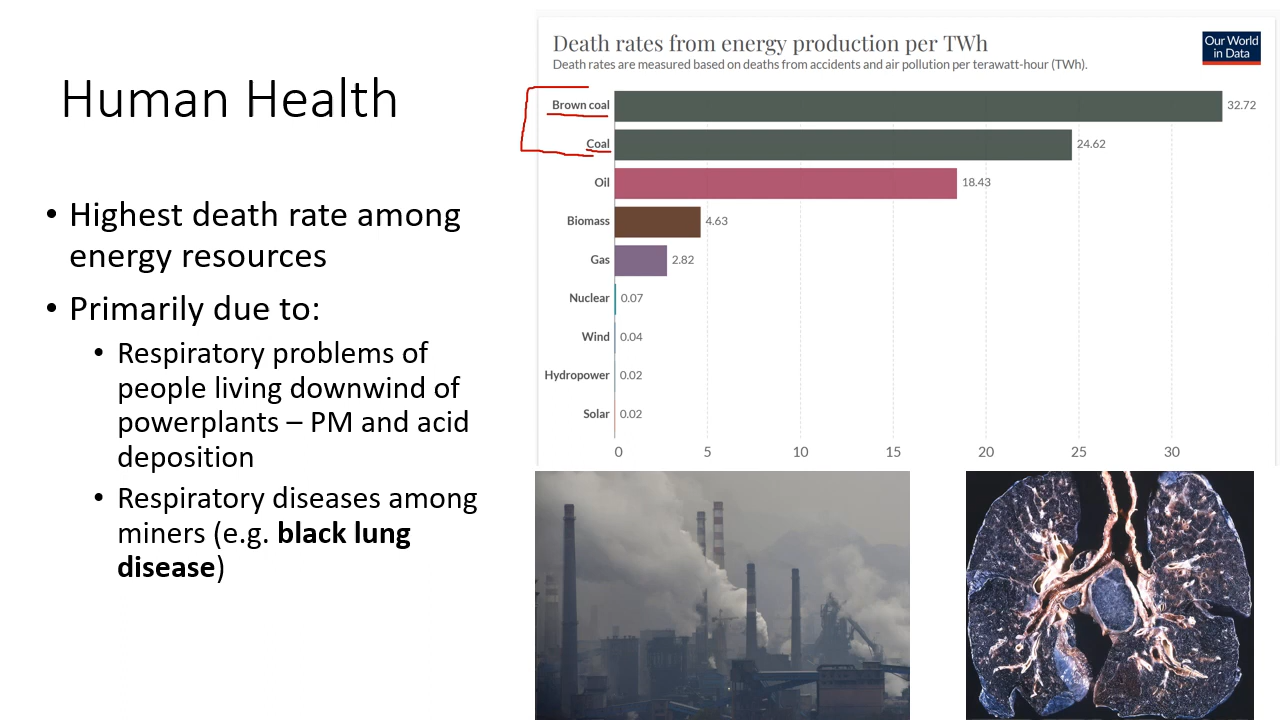 Human Health
• Highest death rate among
energy resources
• Primarily due to:
• Respiratory problems of
people living downwind of
powerplants – PM and acid
deposition
• Respiratory diseases among
miners (e.g. black lung
disease)
Death rates from energy production per TWh
Death rates are measured based on deaths from accidents and air pollution per terawatt-hour (TWh).
Our World
in Data
Brown coal 32.72
Coal 24.62
Oil 18.43
Biomass 4.63
Gas 2.82
Nuclear 0.07
Wind 0.04
Hydropower 0.02
Solar 0.02
0 5 10 15 20 25 30